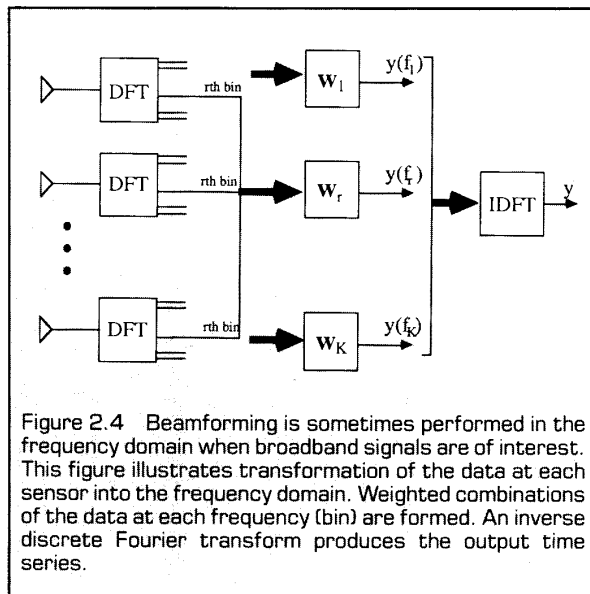 DFT
rth bin
W₁
y(f₁)
DFT
rth bin
Wᵣ
y(fᵣ)
IDFT
y
DFT
rth bin
W_K
y(f_K)
Figure 2.4 Beamforming is sometimes performed in the
frequency domain when broadband signals are of interest.
This figure illustrates transformation of the data at each
sensor into the frequency domain. Weighted combinations
of the data at each frequency (bin) are formed. An inverse
discrete Fourier transform produces the output time
series.